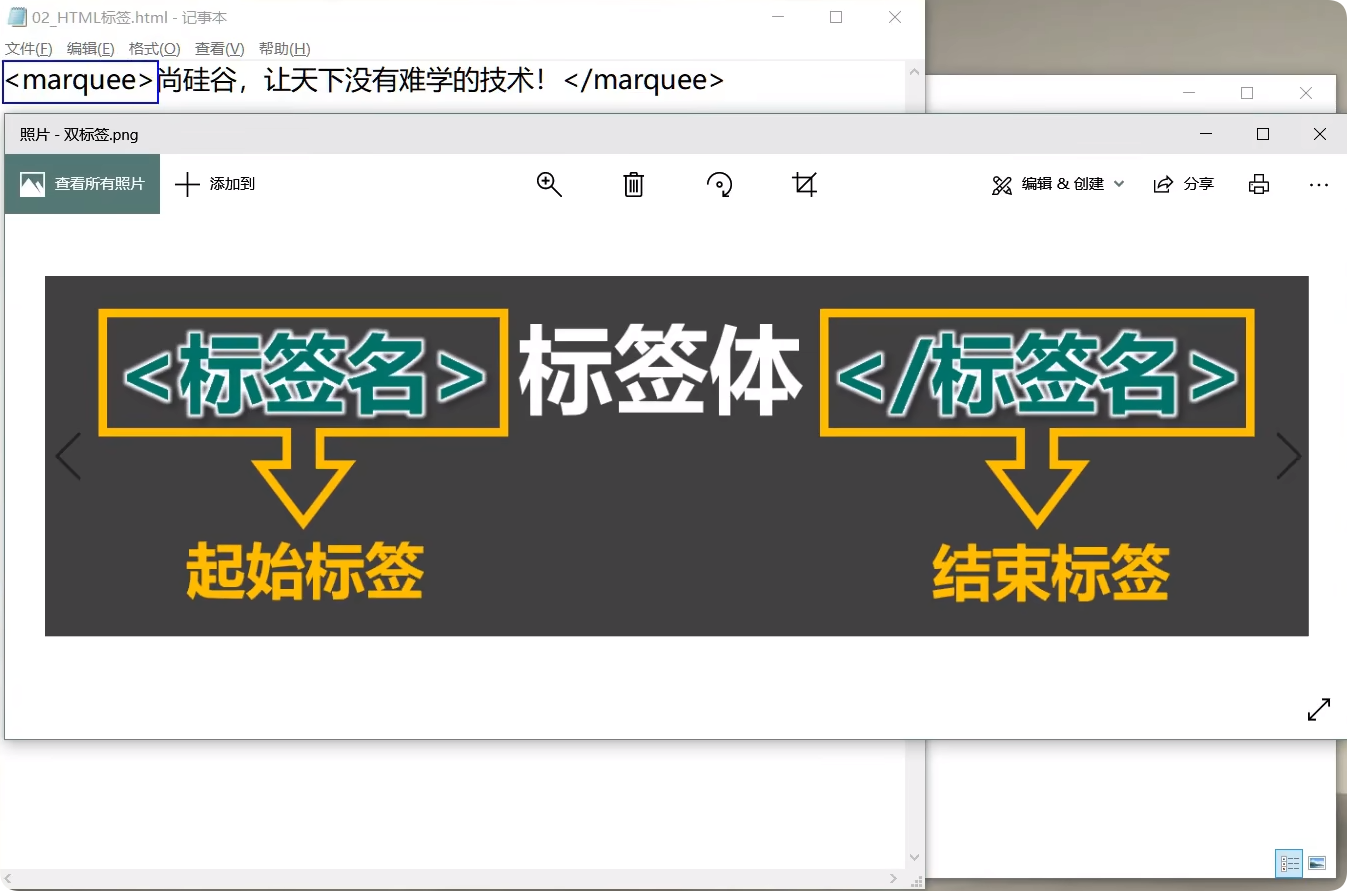 02_HTML标签.html - 记事本
文件(F) 编辑(E) 格式(O) 查看(V) 帮助(H)
<marquee>尚硅谷，让天下没有难学的技术！</marquee>
照片 - 双标签.png
查看所有照片 添加到 编辑 & 创建 分享
<标签名>标签体</标签名>
起始标签 结束标签